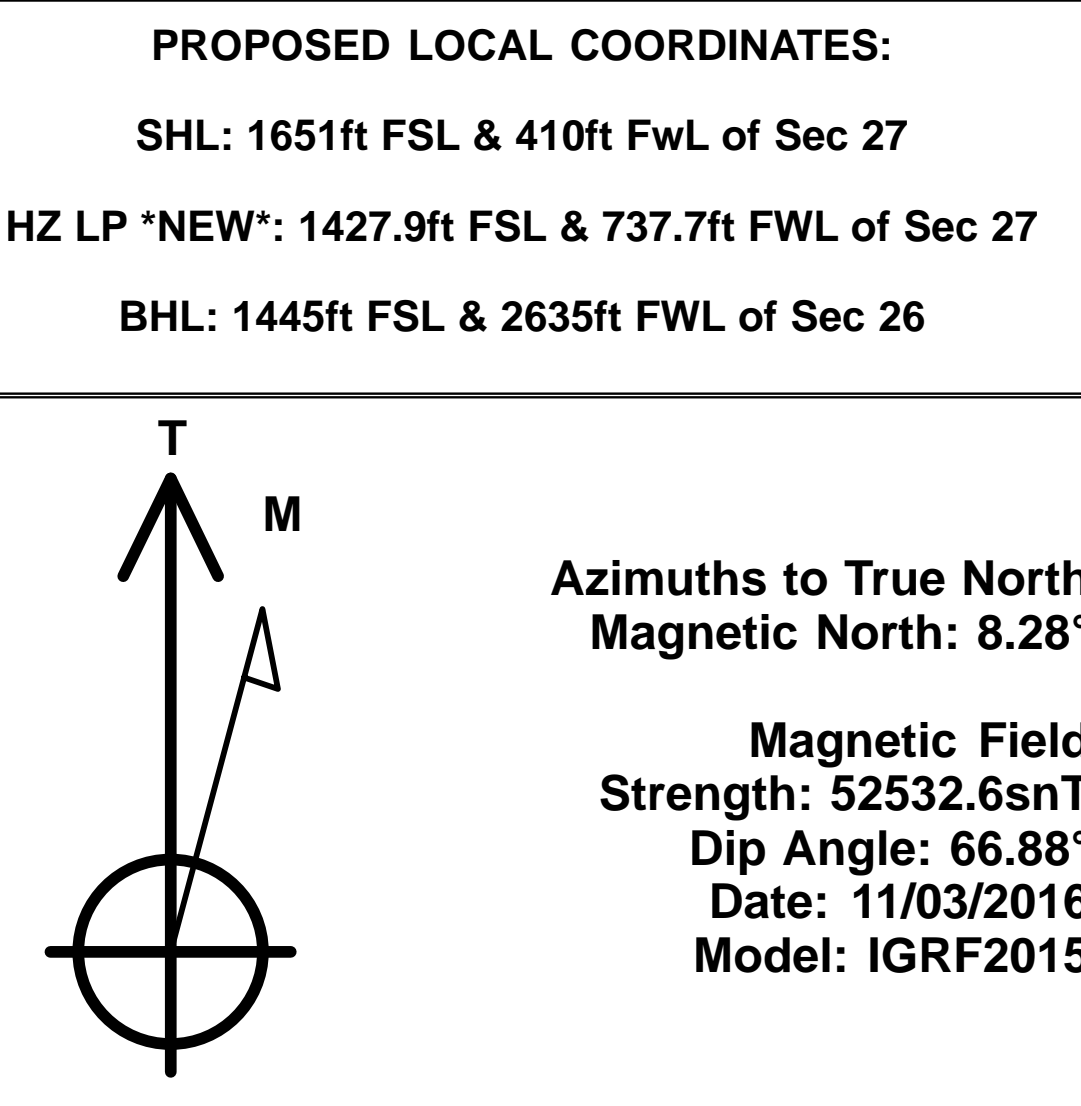 PROPOSED LOCAL COORDINATES:
SHL: 1651ft FSL & 410ft FwL of Sec 27
HZ LP *NEW*: 1427.9ft FSL & 737.7ft FWL of Sec 27
BHL: 1445ft FSL & 2635ft FWL of Sec 26
T
M
Azimuths to True North
Magnetic North: 8.28°
Magnetic Field
Strength: 52532.6snT
Dip Angle: 66.88°
Date: 11/03/2016
Model: IGRF2015